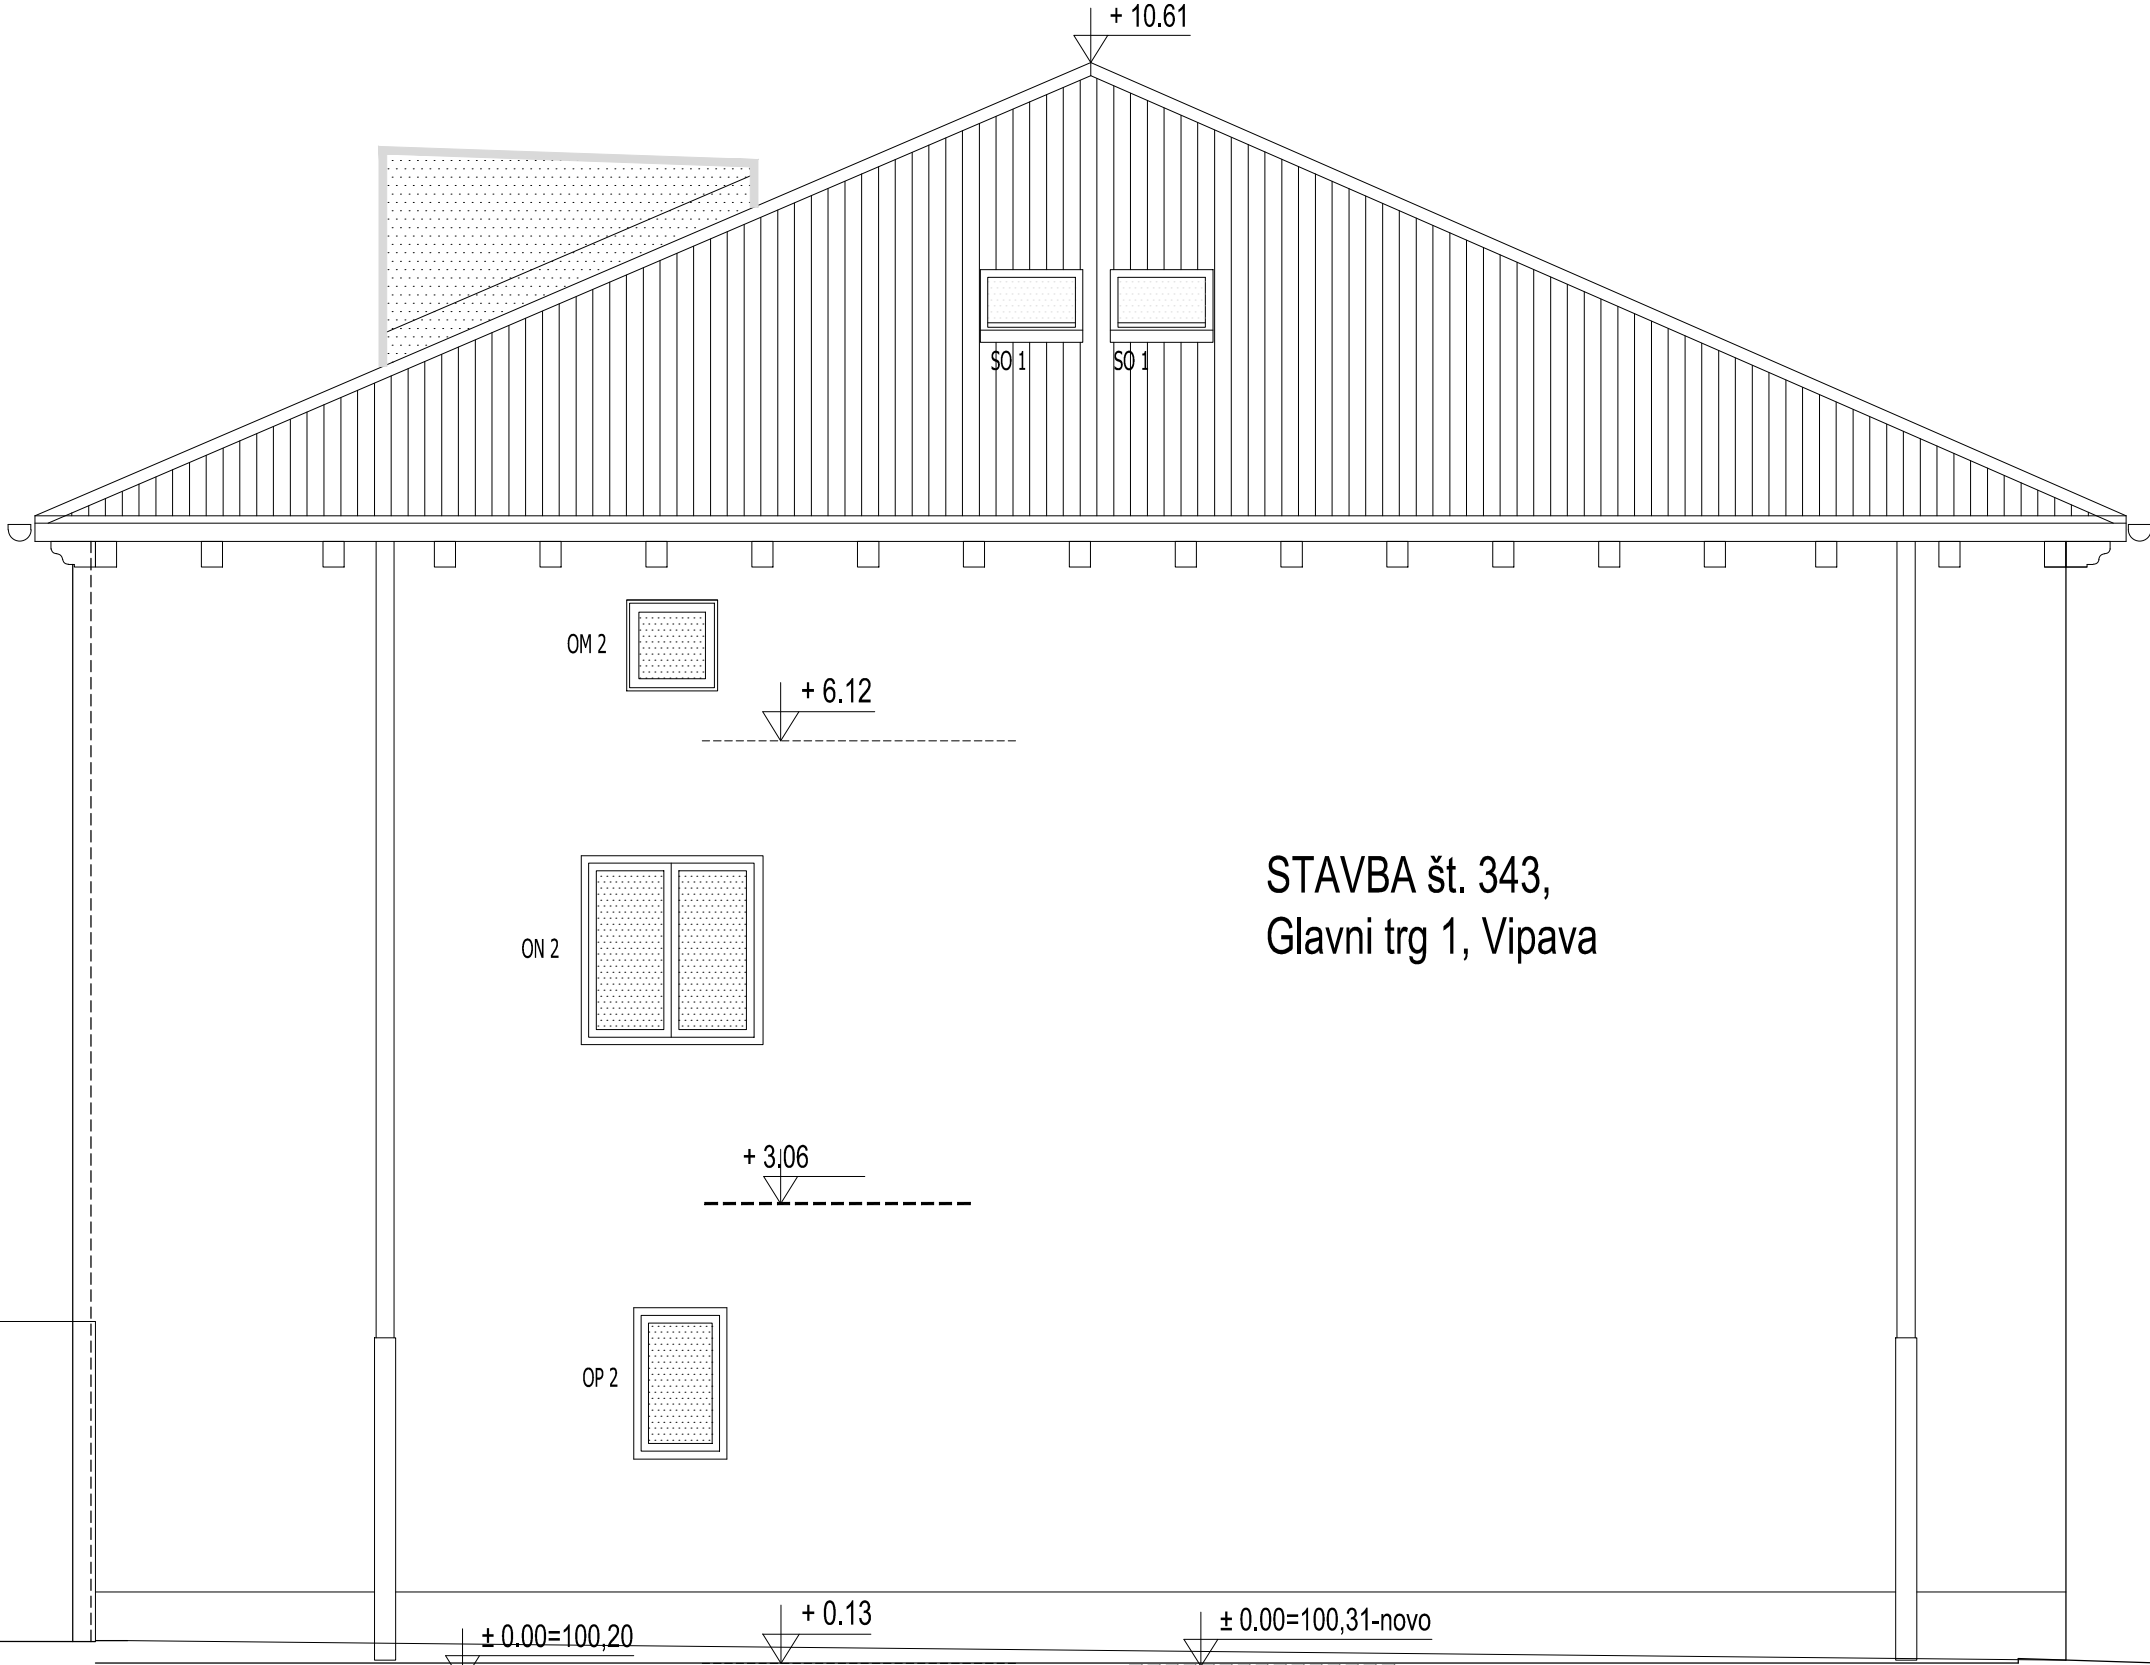 + 10.61
SO 1
SO 1
OM 2
+ 6.12
STAVBA št. 343,
Glavni trg 1, Vipava
ON 2
+ 3.06
OP 2
± 0.00=100,20
+ 0.13
± 0.00=100,31-novo